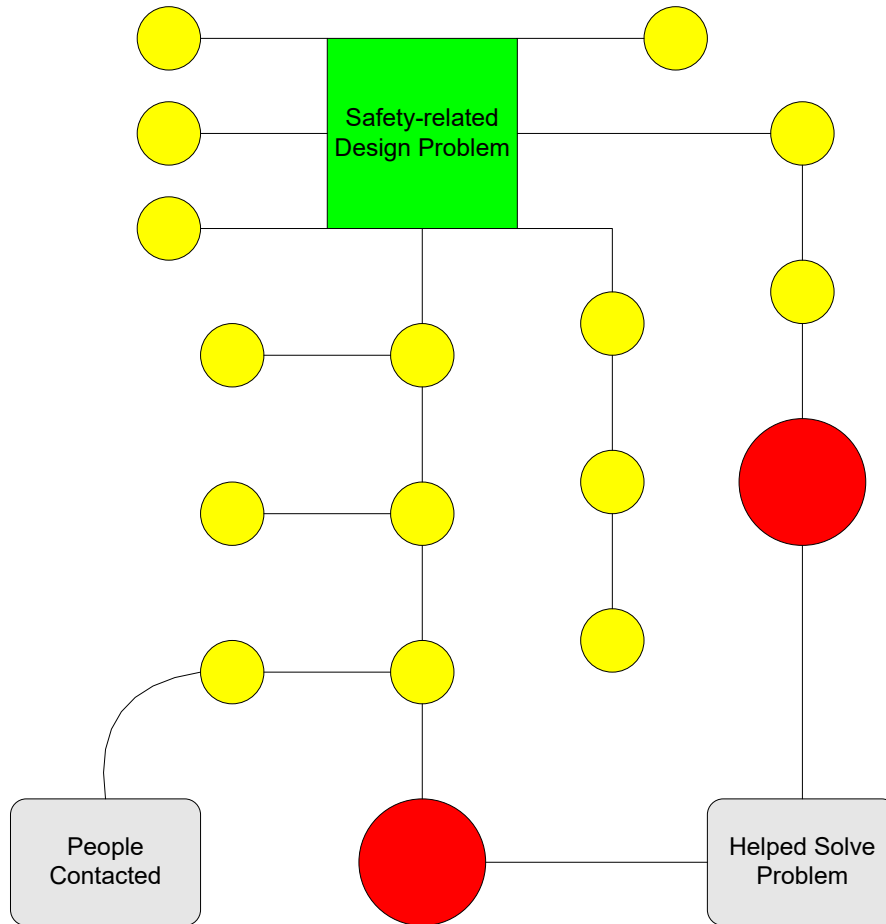 Safety-related
Design Problem
People
Contacted
Helped Solve
Problem